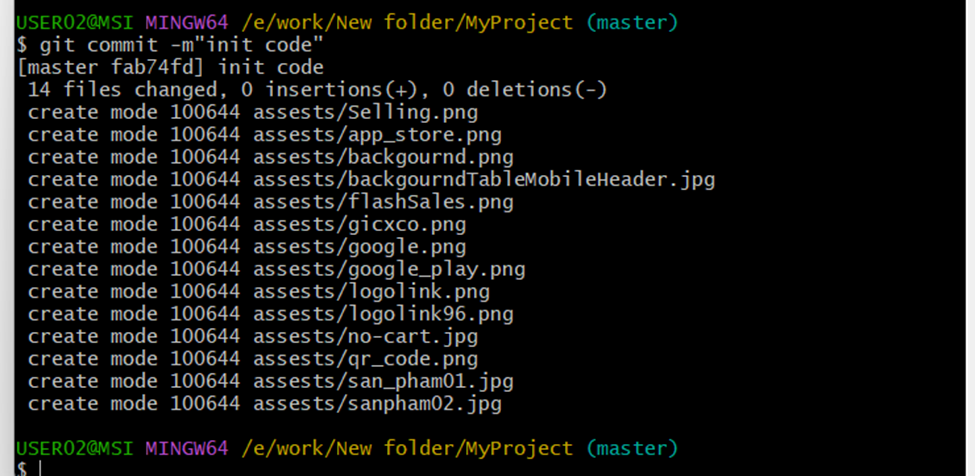 USER02@MSI MINGW64 /e/work/New folder/MyProject (master)
$ git commit -m"init code"
[master fab74fd] init code
 14 files changed, 0 insertions(+), 0 deletions(-)
 create mode 100644 assests/Selling.png
 create mode 100644 assests/app_store.png
 create mode 100644 assests/backgournd.png
 create mode 100644 assests/backgourndTableMobileHeader.jpg
 create mode 100644 assests/flashSales.png
 create mode 100644 assests/gicxco.png
 create mode 100644 assests/google.png
 create mode 100644 assests/google_play.png
 create mode 100644 assests/logolink.png
 create mode 100644 assests/logolink96.png
 create mode 100644 assests/no-cart.jpg
 create mode 100644 assests/qr_code.png
 create mode 100644 assests/san_pham01.jpg
 create mode 100644 assests/sanpham02.jpg
USER02@MSI MINGW64 /e/work/New folder/MyProject (master)
$